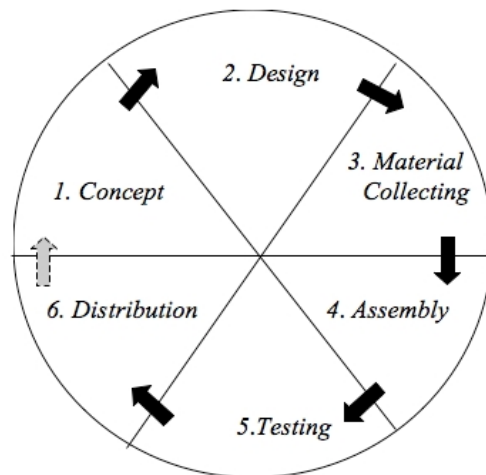 1. Concept
2. Design
3. Material
Collecting
4. Assembly
5.Testing
6. Distribution